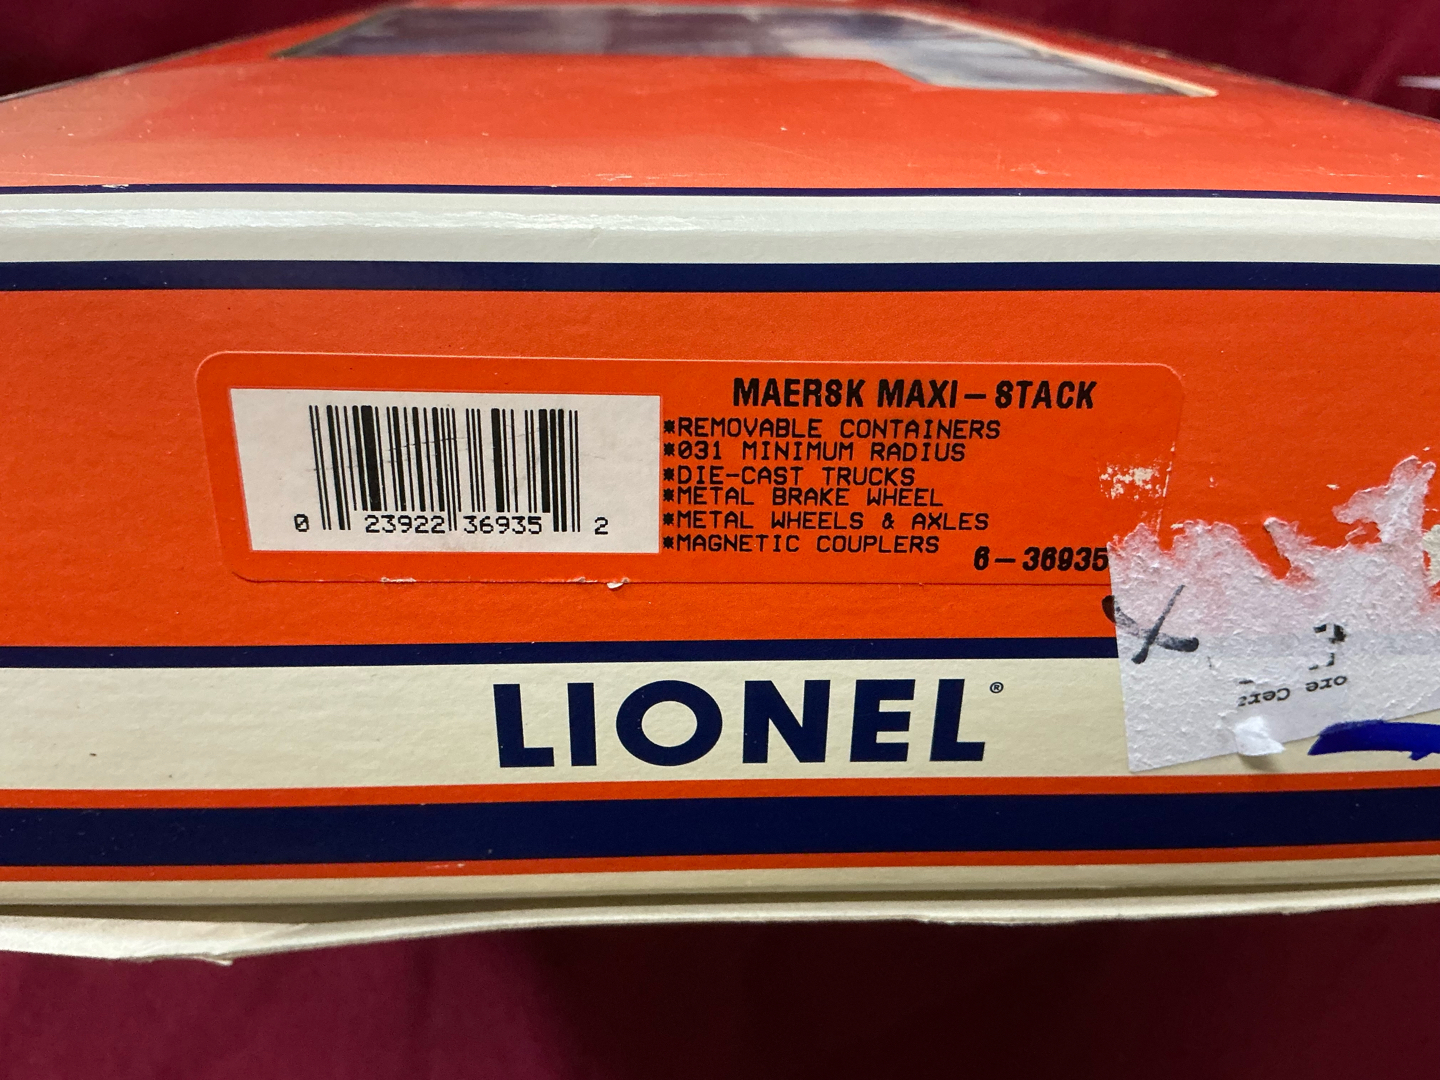 MAERSK MAXI-STACK
*REMOVABLE CONTAINERS
*031 MINIMUM RADIUS
*DIE-CAST TRUCKS
*METAL BRAKE WHEEL
*METAL WHEELS & AXLES
*MAGNETIC COUPLERS
6-36935
0 23922 36935 2
X
LIONEL®
ore